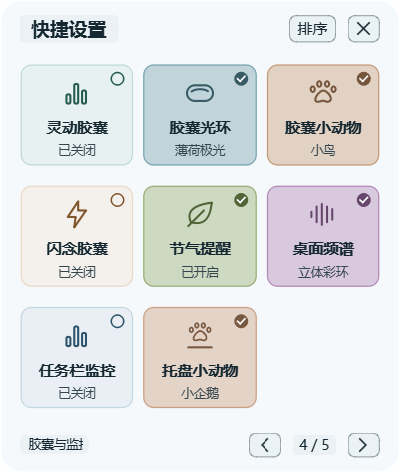 快捷设置
排序
灵动胶囊
已关闭
胶囊光环
薄荷极光
胶囊小动物
小鸟
闪念胶囊
已关闭
节气提醒
已开启
桌面频谱
立体彩环
任务栏监控
已关闭
托盘小动物
小企鹅
胶囊与监
4 / 5